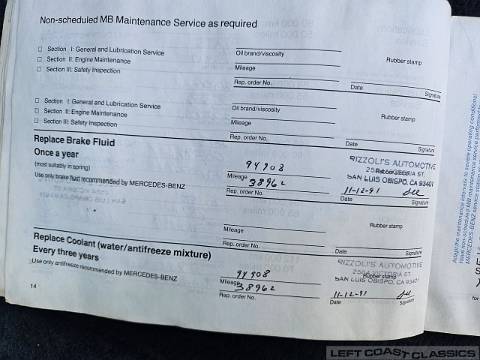 Non-scheduled MB Maintenance Service as required
□ Section I: General and Lubrication Service
□ Section II: Engine Maintenance
□ Section III: Safety Inspection
Oil brand/viscosity
Mileage
Rep. order No.
Rubber stamp
Date Signature
□ Section I: General and Lubrication Service
□ Section II: Engine Maintenance
□ Section III: Safety Inspection
Oil brand/viscosity
Mileage
Rep. order No.
Rubber stamp
Date Signature
Replace Brake Fluid
Once a year
(most suitably in spring)
Use only brake fluid recommended by MERCEDES-BENZ
94908
Mileage 38962
Rep. order No.
RIZZOLI'S AUTOMOTIVE
Rubber stamp
SAN LUIS OBISPO, CA 93401
11-12-91
Date Signature
Mileage
Rep. order No.
Rubber stamp
Date Signature
Replace Coolant (water/antifreeze mixture)
Every three years
Use only antifreeze recommended by MERCEDES-BENZ
94908
Mileage 38962
Rep. order No.
RIZZOLI'S AUTOMOTIVE
Rubber stamp
SAN LUIS OBISPO, CA 93401
11-12-91
Date Signature
14
LEFT COAST CLASSICS